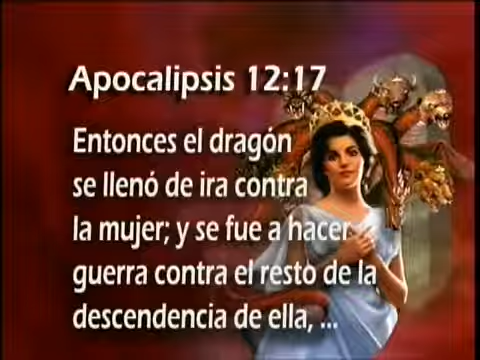 Apocalipsis 12:17
Entonces el dragón
se llenó de ira contra
la mujer; y se fue a hacer
guerra contra el resto de la
descendencia de ella, ...